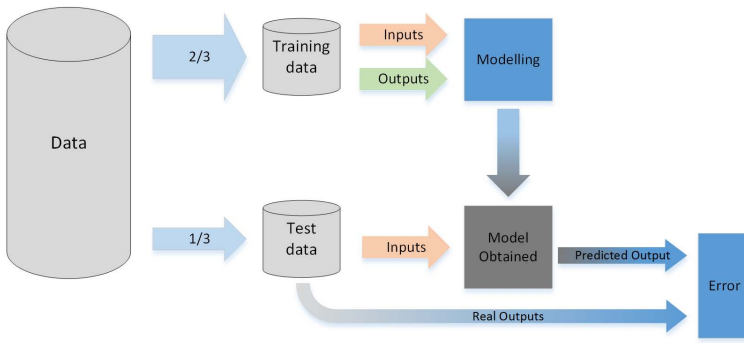 Data
2/3
Training
data
Inputs
Outputs
Modelling
1/3
Test
data
Inputs
Model
Obtained
Predicted Output
Real Outputs
Error